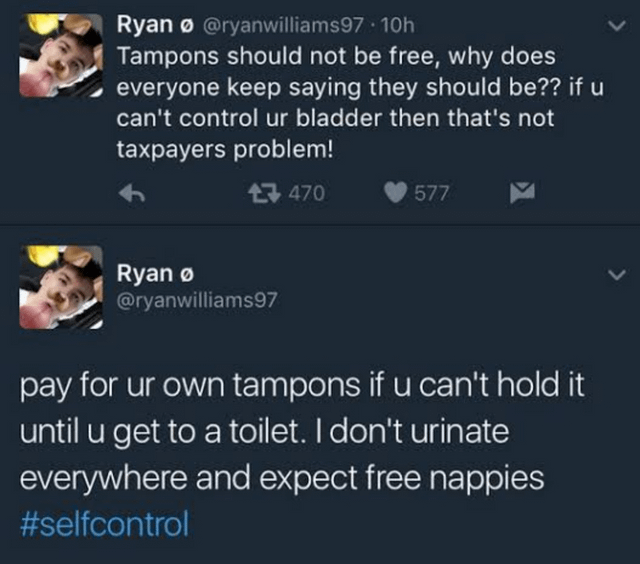 Ryan ø @ryanwilliams97 · 10h
Tampons should not be free, why does
everyone keep saying they should be?? if u
can't control ur bladder then that's not
taxpayers problem!
470 577
Ryan ø
@ryanwilliams97
pay for ur own tampons if u can't hold it
until u get to a toilet. I don't urinate
everywhere and expect free nappies
#selfcontrol